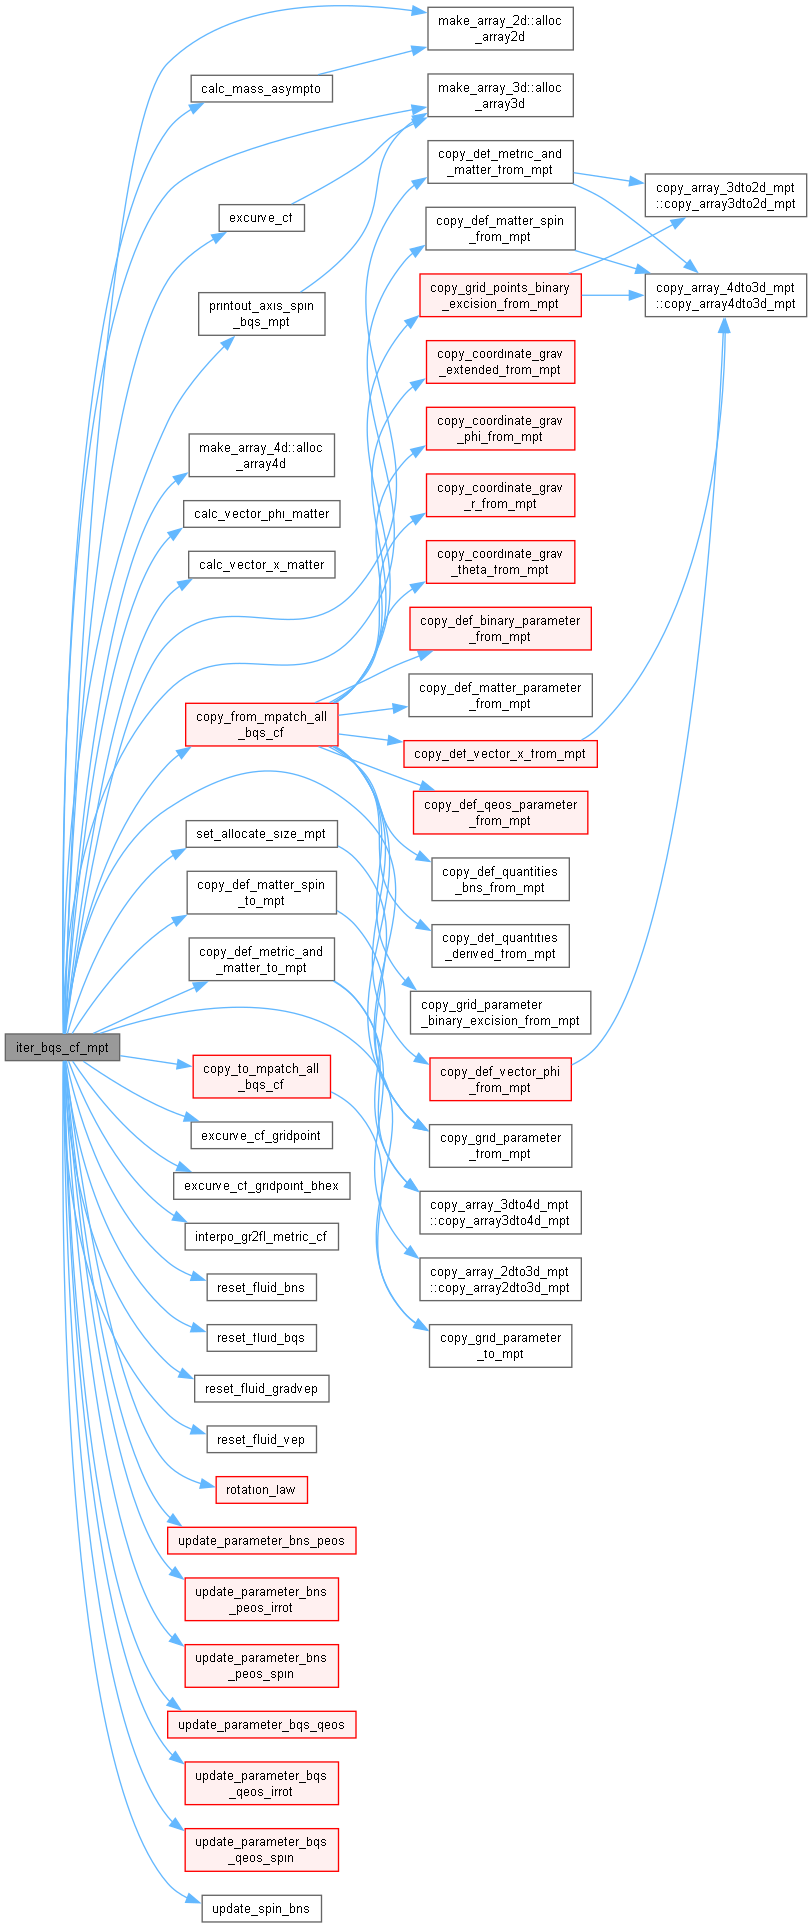 make_array_2d::alloc
_array2d
calc_mass_asympto
make_array_3d::alloc
_array3d
copy_def_metric_and
_matter_from_mpt
copy_array_3dto2d_mpt
::copy_array3dto2d_mpt
excurve_cf
copy_def_matter_spin
_from_mpt
copy_grid_points_binary
_excision_from_mpt
copy_array_4dto3d_mpt
::copy_array4dto3d_mpt
printout_axis_spin
_bqs_mpt
copy_coordinate_grav
_extended_from_mpt
copy_coordinate_grav
_phi_from_mpt
make_array_4d::alloc
_array4d
copy_coordinate_grav
_r_from_mpt
calc_vector_phi_matter
copy_coordinate_grav
_theta_from_mpt
calc_vector_x_matter
copy_def_binary_parameter
_from_mpt
copy_def_matter_parameter
_from_mpt
copy_from_mpatch_all
_bqs_cf
copy_def_vector_x_from_mpt
copy_def_qeos_parameter
_from_mpt
set_allocate_size_mpt
copy_def_quantities
_bns_from_mpt
copy_def_matter_spin
_to_mpt
copy_def_quantities
_derived_from_mpt
copy_def_metric_and
_matter_to_mpt
copy_grid_parameter
_binary_excision_from_mpt
iter_bqs_cf_mpt
copy_to_mpatch_all
_bqs_cf
copy_def_vector_phi
_from_mpt
excurve_cf_gridpoint
copy_grid_parameter
_from_mpt
excurve_cf_gridpoint_bhex
copy_array_3dto4d_mpt
::copy_array3dto4d_mpt
interpo_gr2fl_metric_cf
copy_array_2dto3d_mpt
::copy_array2dto3d_mpt
reset_fluid_bns
reset_fluid_bqs
copy_grid_parameter
_to_mpt
reset_fluid_gradvep
reset_fluid_vep
rotation_law
update_parameter_bns_peos
update_parameter_bns
_peos_irrot
update_parameter_bns
_peos_spin
update_parameter_bqs_qeos
update_parameter_bqs
_qeos_irrot
update_parameter_bqs
_qeos_spin
update_spin_bns